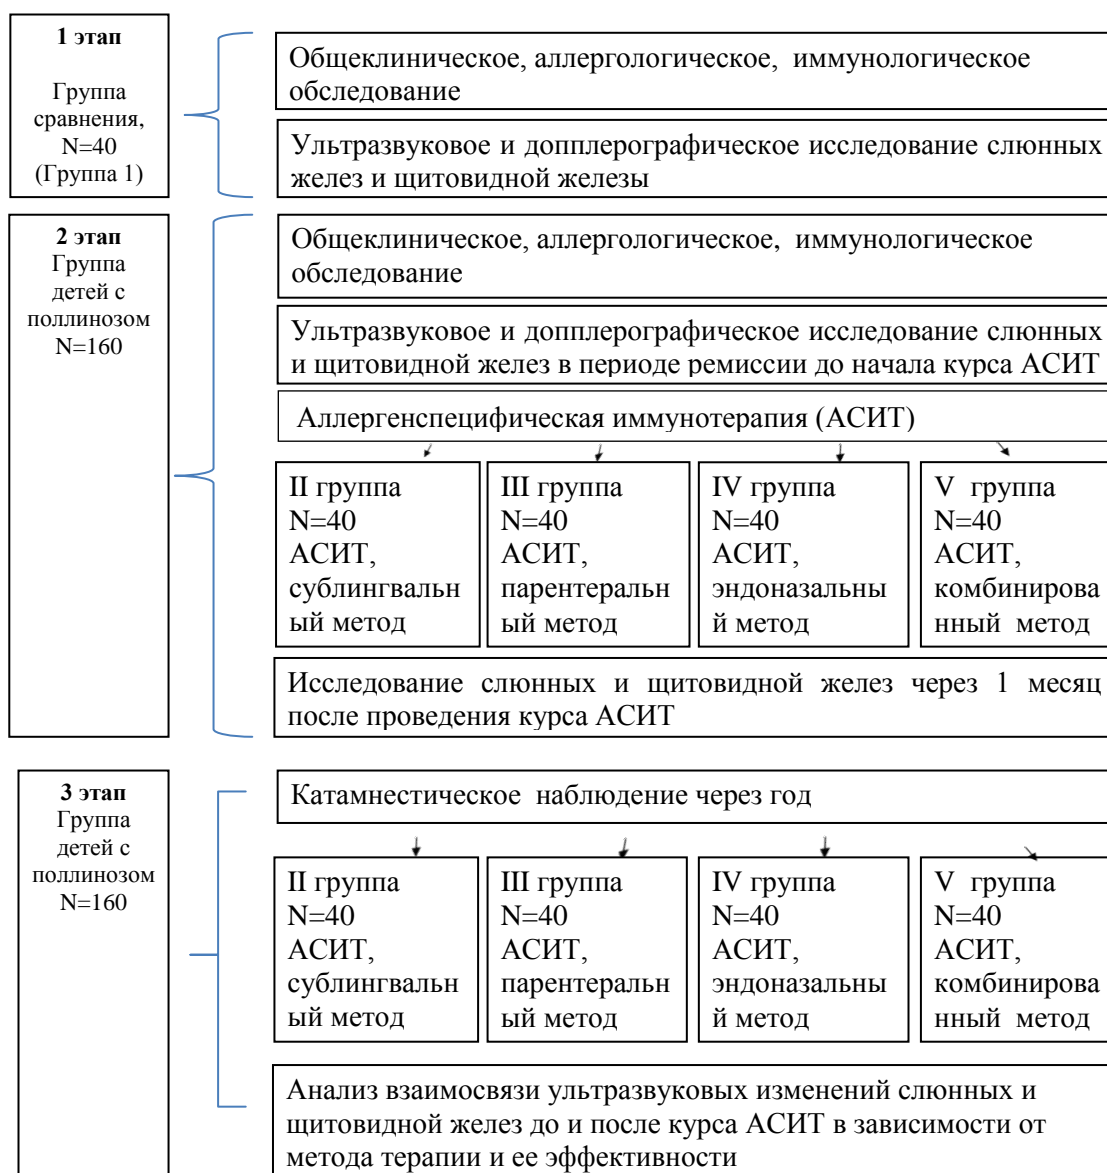 1 этап
Группа
сравнения,
N=40
(Группа 1)
Общеклиническое, аллергологическое, иммунологическое
обследование
Ультразвуковое и допплерографическое исследование слюнных
желез и щитовидной железы
2 этап
Группа
детей с
поллинозом
N=160
Общеклиническое, аллергологическое, иммунологическое
обследование
Ультразвуковое и допплерографическое исследование слюнных
и щитовидной желез в периоде ремиссии до начала курса АСИТ
Аллергенспецифическая иммунотерапия (АСИТ)
II группа
N=40
АСИТ,
сублингвальн
ый метод
III группа
N=40
АСИТ,
парентеральн
ый метод
IV группа
N=40
АСИТ,
эндоназальны
й метод
V группа
N=40
АСИТ,
комбинирова
нный метод
Исследование слюнных и щитовидной желез через 1 месяц
после проведения курса АСИТ
3 этап
Группа
детей с
поллинозом
N=160
Катамнестическое наблюдение через год
II группа
N=40
АСИТ,
сублингвальн
ый метод
III группа
N=40
АСИТ,
парентеральн
ый метод
IV группа
N=40
АСИТ,
эндоназальны
й метод
V группа
N=40
АСИТ,
комбинирова
нный метод
Анализ взаимосвязи ультразвуковых изменений слюнных и
щитовидной желез до и после курса АСИТ в зависимости от
метода терапии и ее эффективности